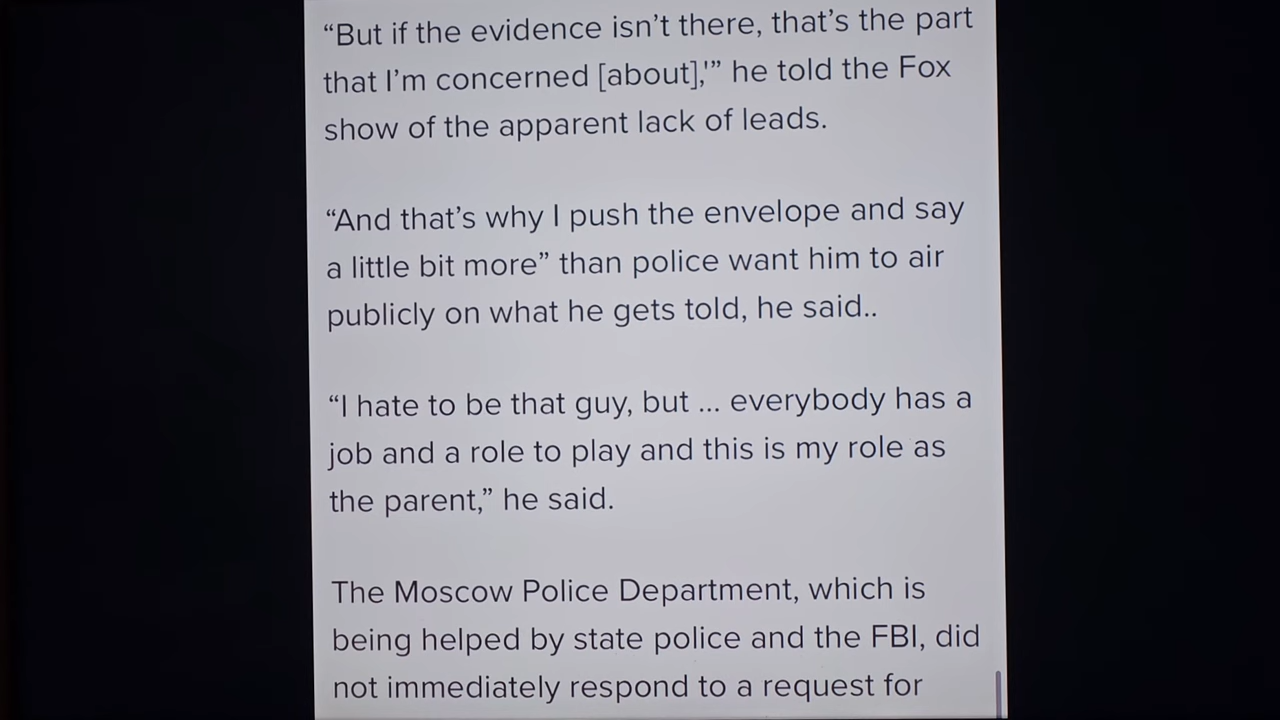 “But if the evidence isn’t there, that’s the part
that I’m concerned [about],'” he told the Fox
show of the apparent lack of leads.
“And that’s why I push the envelope and say
a little bit more” than police want him to air
publicly on what he gets told, he said..
“I hate to be that guy, but ... everybody has a
job and a role to play and this is my role as
the parent,” he said.
The Moscow Police Department, which is
being helped by state police and the FBI, did
not immediately respond to a request for